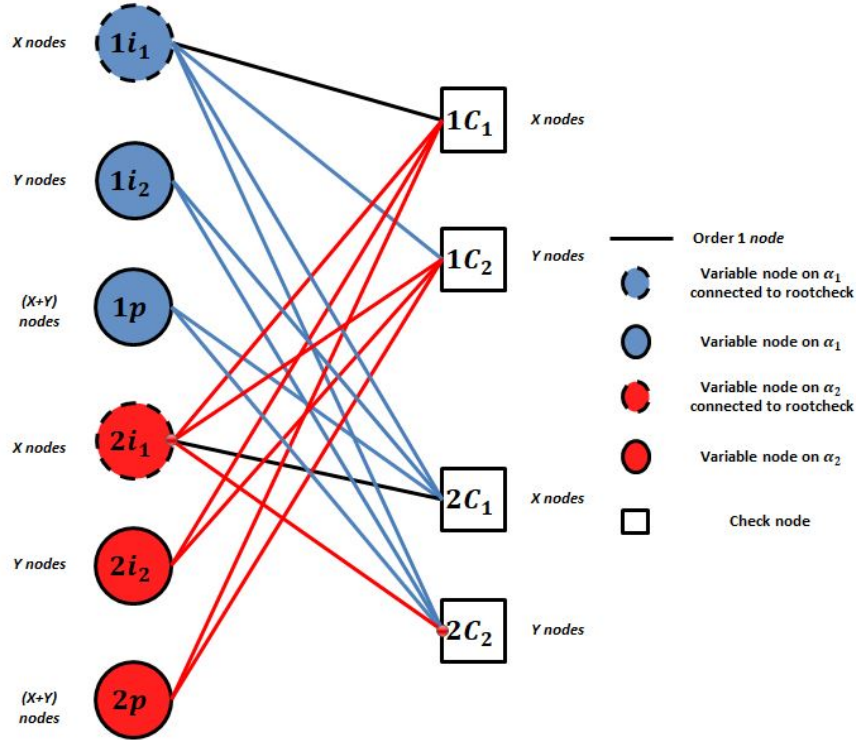 X nodes
1i₁
Y nodes
1i₂
(X+Y)
nodes
1p
X nodes
2i₁
Y nodes
2i₂
(X+Y)
nodes
2p
1C₁
X nodes
1C₂
Y nodes
2C₁
X nodes
2C₂
Y nodes
Order 1 node
Variable node on α₁
connected to rootcheck
Variable node on α₁
Variable node on α₂
connected to rootcheck
Variable node on α₂
Check node